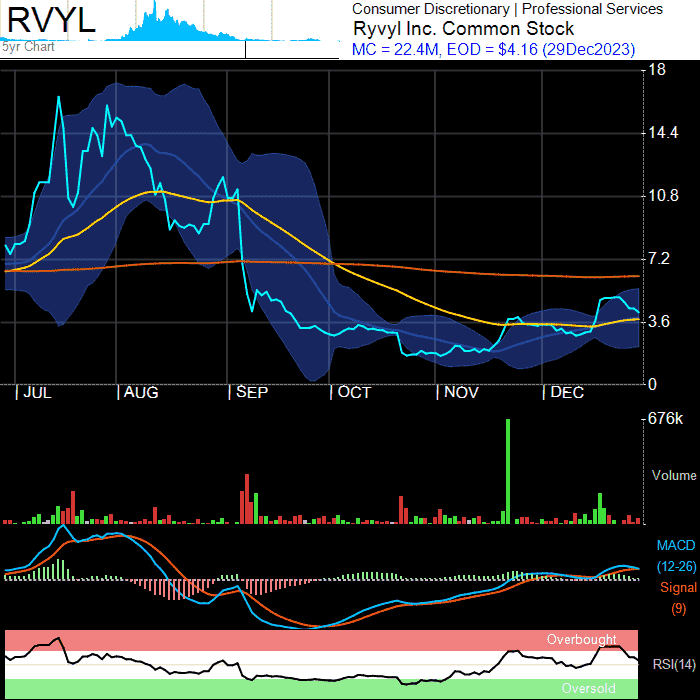 RVYL
5yr Chart
Consumer Discretionary | Professional Services
Ryvyl Inc. Common Stock
MC = 22.4M, EOD = $4.16 (29Dec2023)
18
14.4
10.8
7.2
3.6
0
| JUL | AUG | SEP | OCT | NOV | DEC
676k
Volume
MACD
(12-26)
Signal
(9)
Overbought
RSI(14)
Oversold